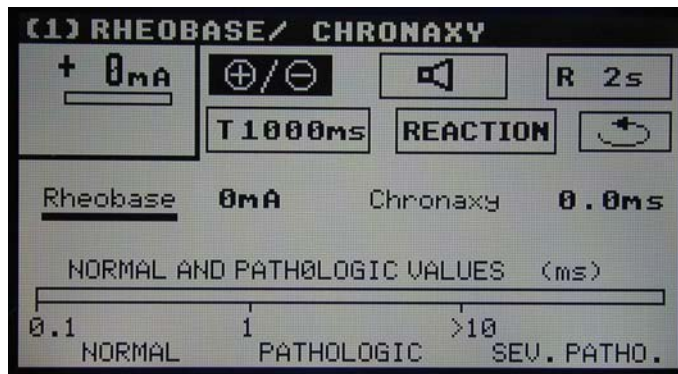 (1) RHEOBASE/ CHRONAXY
+ 0mA ⊕/⊖ R 2s
T1000ms REACTION
Rheobase 0mA Chronaxy 0.0ms
NORMAL AND PATHOLOGIC VALUES (ms)
0.1 1 >10
NORMAL PATHOLOGIC SEV. PATHO.